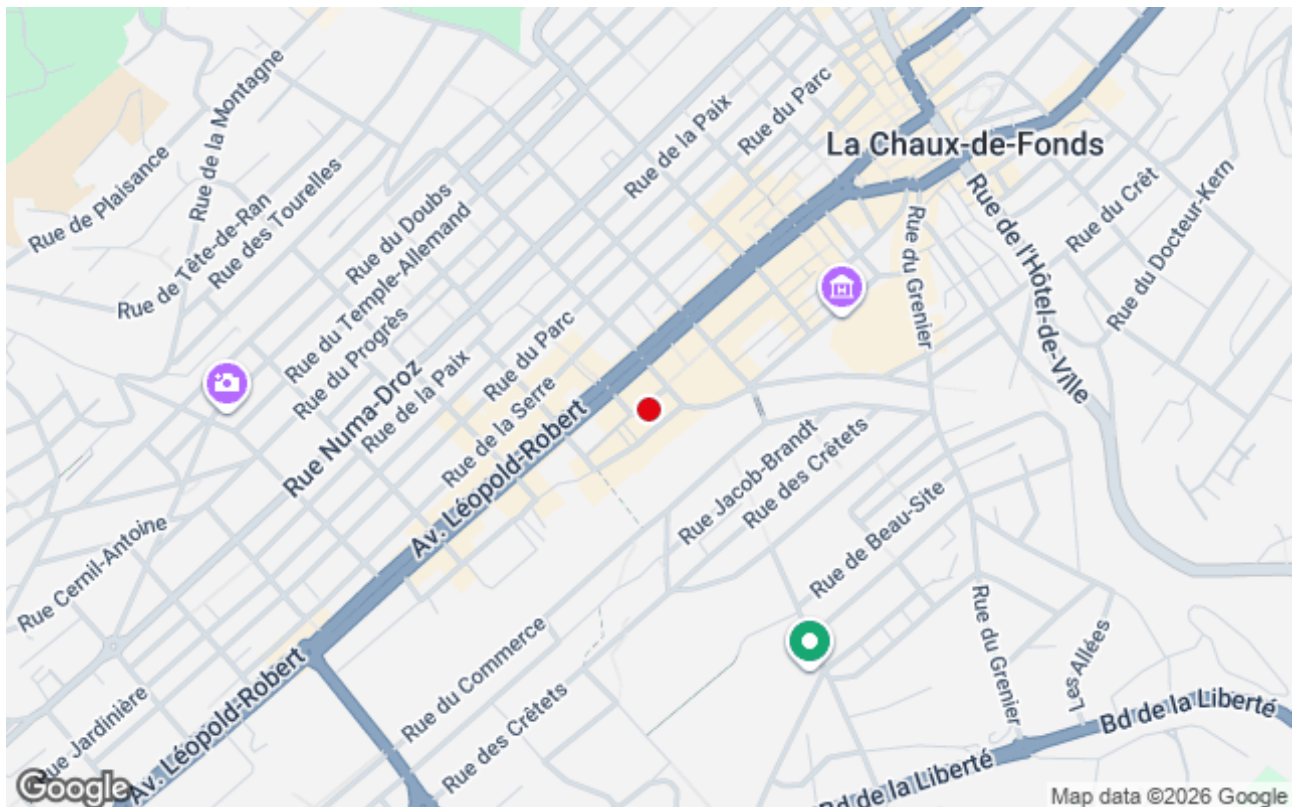 Rue de la Montagne
Rue de Plaisance
Rue de Tête-de-Ran
Rue des Tourelles
Rue du Doubs
Rue du Temple-Allemand
Rue du Progrès
Rue Numa-Droz
Rue de la Paix
Rue du Parc
Rue de la Serre
Rue de la Paix
Rue du Parc
La Chaux-de-Fonds
Rue du Crêt
Rue du Docteur-Kern
Rue de l'Hôtel-de-Ville
Rue du Grenier
Av. Léopold-Robert
Rue Jacob-Brandt
Rue des Crêtets
Rue de Beau-Site
Rue Cernil-Antoine
Rue du Commerce
Rue des Crêtets
Rue du Grenier
Les Allées
Bd de la Liberté
Bd de la Liberté
Rue Jardinière
Av. Léopold-Robert
Google
Map data ©2026 Google